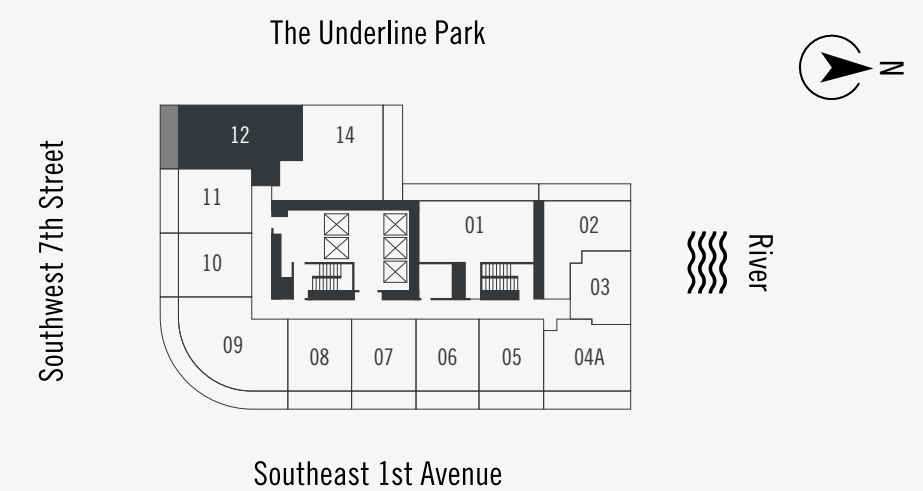 The Underline Park
N
Southwest 7th Street
12
14
11
01
02
10
03
09
08
07
06
05
04A
River
Southeast 1st Avenue